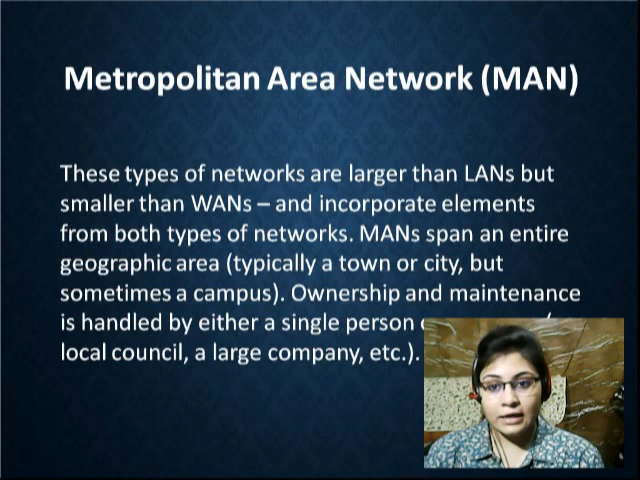 Metropolitan Area Network (MAN)
These types of networks are larger than LANs but
smaller than WANs – and incorporate elements
from both types of networks. MANs span an entire
geographic area (typically a town or city, but
sometimes a campus). Ownership and maintenance
is handled by either a single person
local council, a large company, etc.).